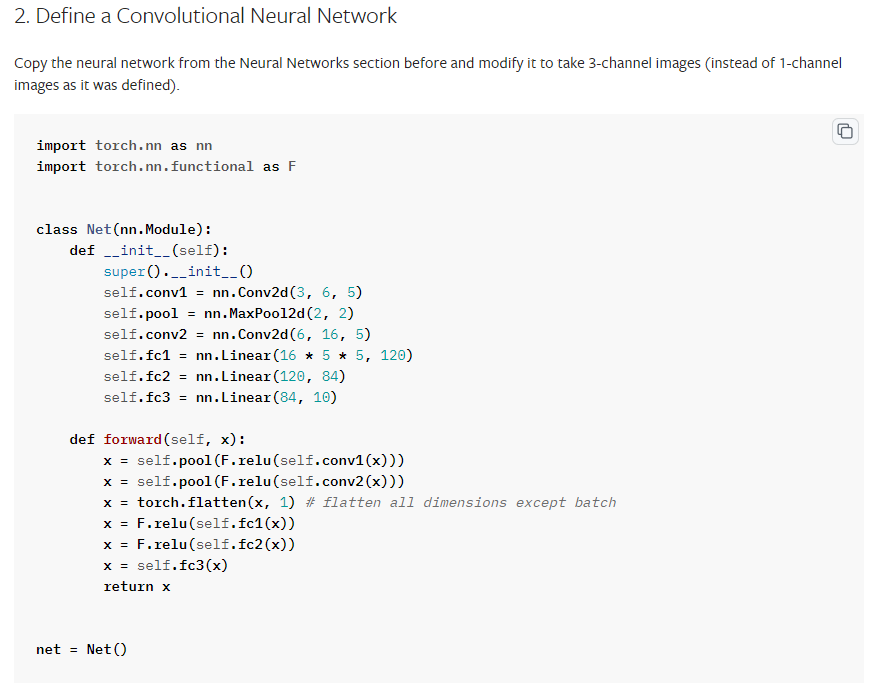 2. Define a Convolutional Neural Network
Copy the neural network from the Neural Networks section before and modify it to take 3-channel images (instead of 1-channel
images as it was defined).
import torch.nn as nn
import torch.nn.functional as F
class Net(nn.Module):
    def __init__(self):
        super().__init__()
        self.conv1 = nn.Conv2d(3, 6, 5)
        self.pool = nn.MaxPool2d(2, 2)
        self.conv2 = nn.Conv2d(6, 16, 5)
        self.fc1 = nn.Linear(16 * 5 * 5, 120)
        self.fc2 = nn.Linear(120, 84)
        self.fc3 = nn.Linear(84, 10)
    def forward(self, x):
        x = self.pool(F.relu(self.conv1(x)))
        x = self.pool(F.relu(self.conv2(x)))
        x = torch.flatten(x, 1) # flatten all dimensions except batch
        x = F.relu(self.fc1(x))
        x = F.relu(self.fc2(x))
        x = self.fc3(x)
        return x
net = Net()